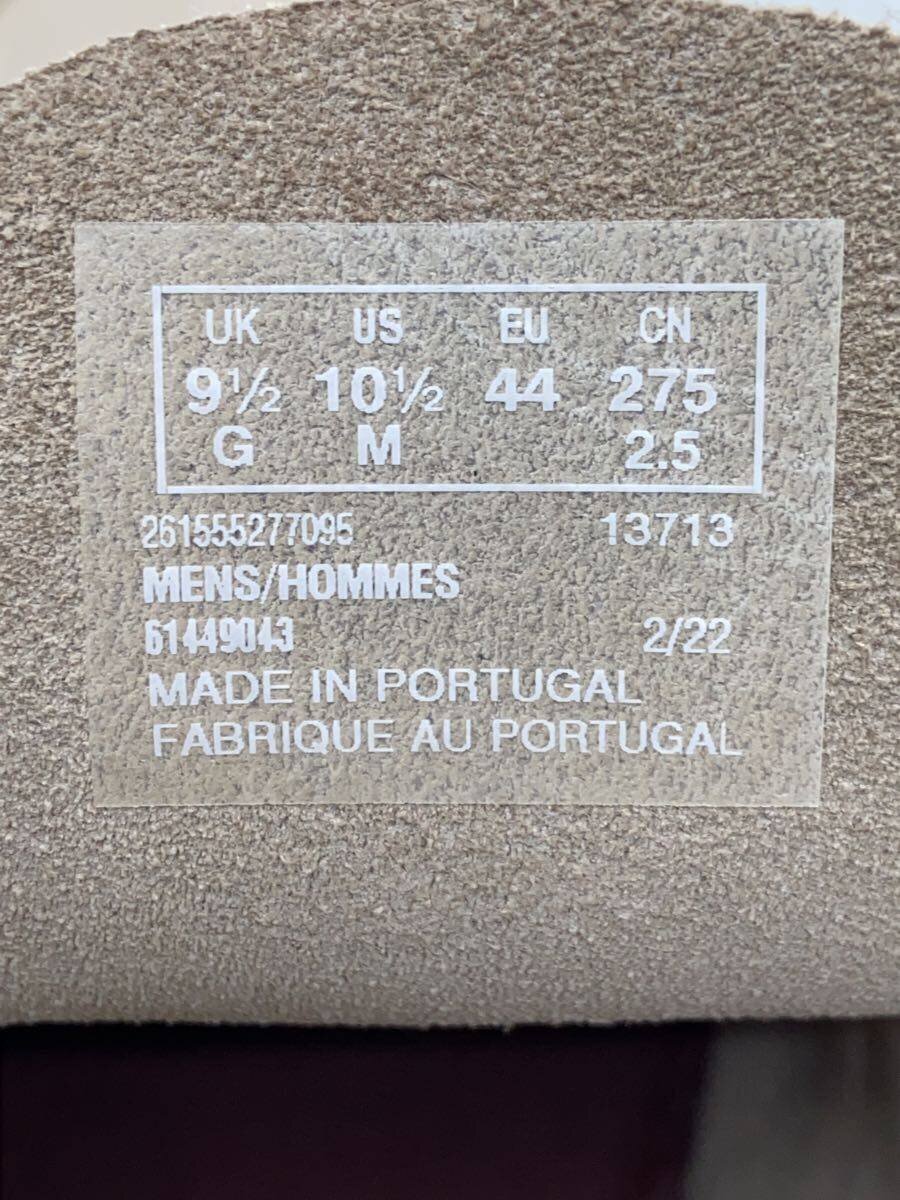 UK US EU CN
9½ 10½ 44 275
G M 2.5
261555277095 13713
MENS/HOMMES
61449043 2/22
MADE IN PORTUGAL
FABRIQUE AU PORTUGAL